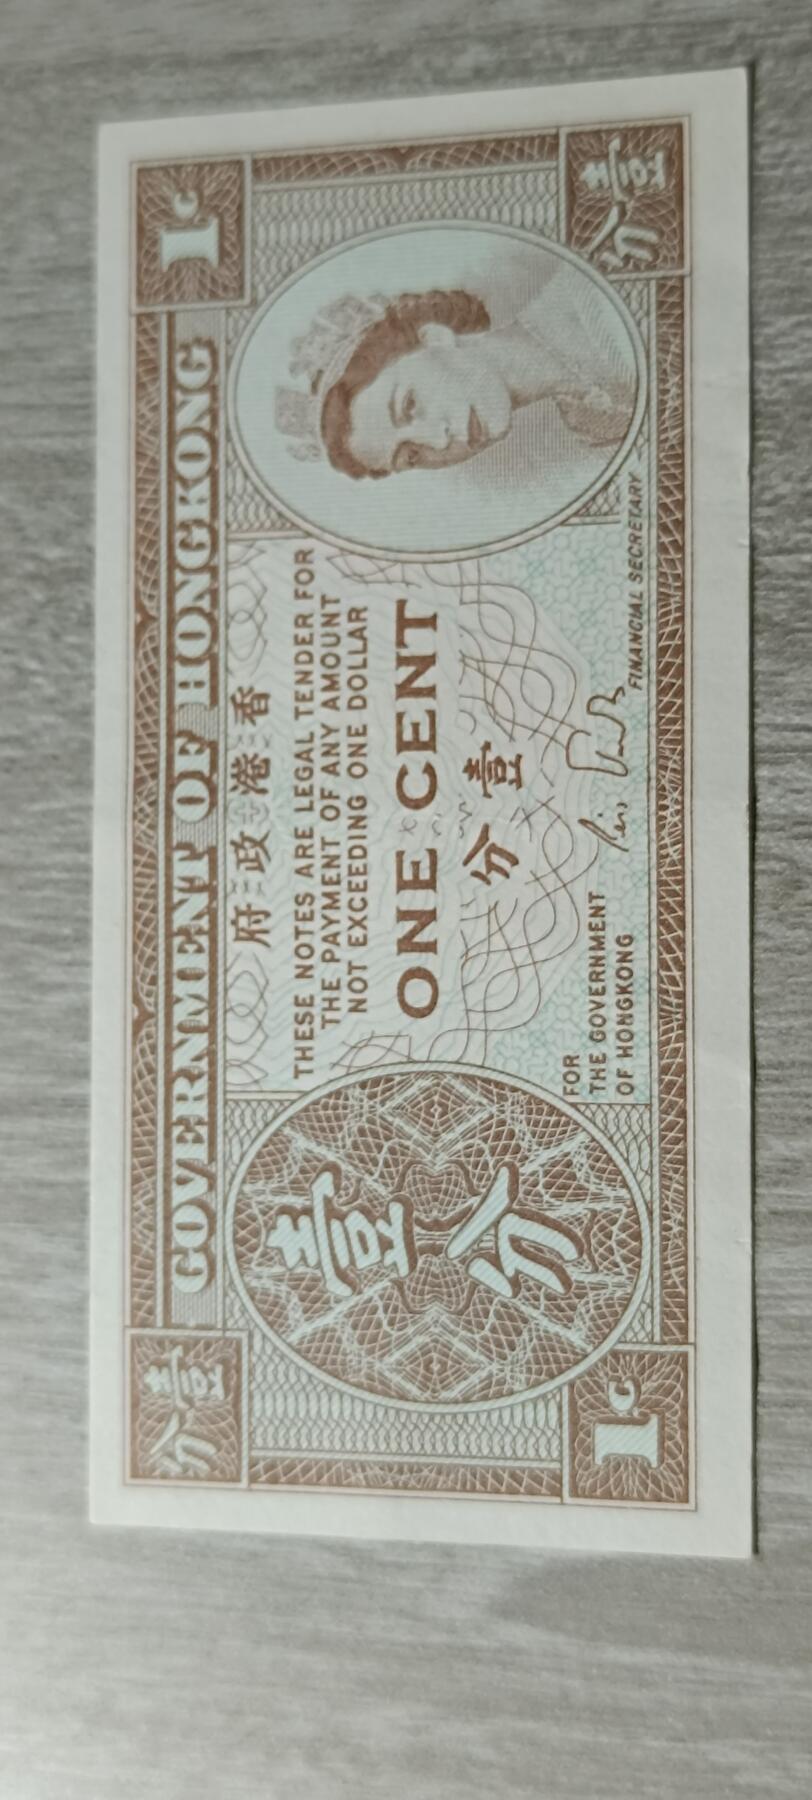 壹分
GOVERNMENT OF HONGKONG
1¢
香港政府
THESE NOTES ARE LEGAL TENDER FOR
THE PAYMENT OF ANY AMOUNT
NOT EXCEEDING ONE DOLLAR
壹
分
ONE CENT
壹分
FOR
THE GOVERNMENT
OF HONGKONG
FINANCIAL SECRETARY
1¢
壹分